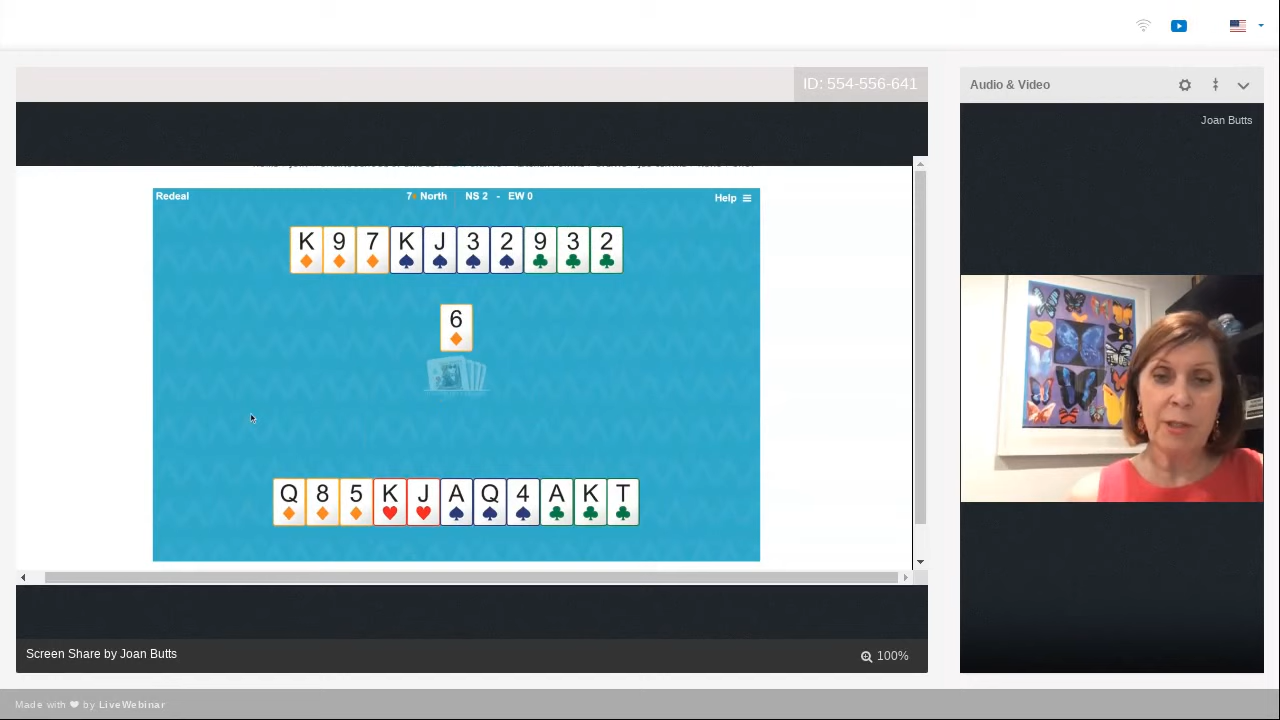 ID: 554-556-641
Audio & Video
Joan Butts
Redeal
7♦ North
NS 2 - EW 0
Help
K 9 7 K J 3 2 9 3 2
6
Q 8 5 K J A Q 4 A K T
Screen Share by Joan Butts
100%
Made with ❤ by LiveWebinar